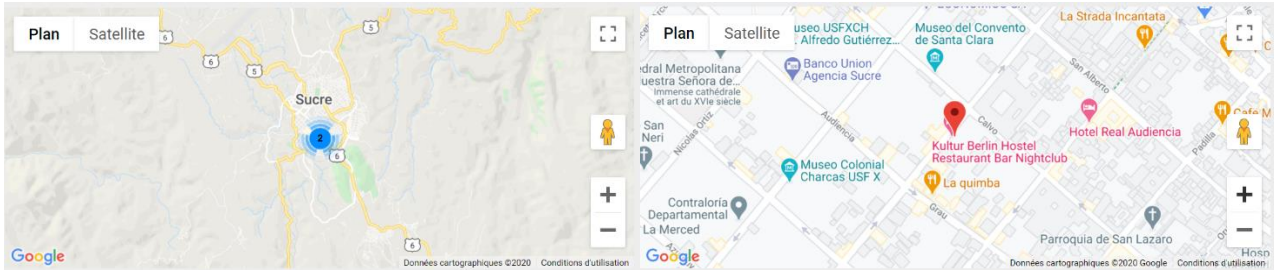 Plan Satellite
5
6
5
6
Sucre
2
6
6
Google
Données cartographiques ©2020 Conditions d'utilisation
Plan Satellite
La Strada Incantata
useo USFXCH
Alfredo Gutiérrez...
Museo del Convento
de Santa Clara
Banco Union
Agencia Sucre
edral Metropolitana
uestra Señora de...
Immense cathédrale
et art du XVIe siècle
San Alberto
Nicolas Ortiz
Audiencia
Calvo
Hotel Real Audiencia
Cafe M
Padilla
San
Neri
Kultur Berlin Hostel
Restaurant Bar Nightclub
Museo Colonial
Charcas USF X
La quimba
Grau
Contraloría
Departamental
La Merced
Parroquia de San Lazaro
Hosp
Google
Données cartographiques ©2020 Google Conditions d'utilisation